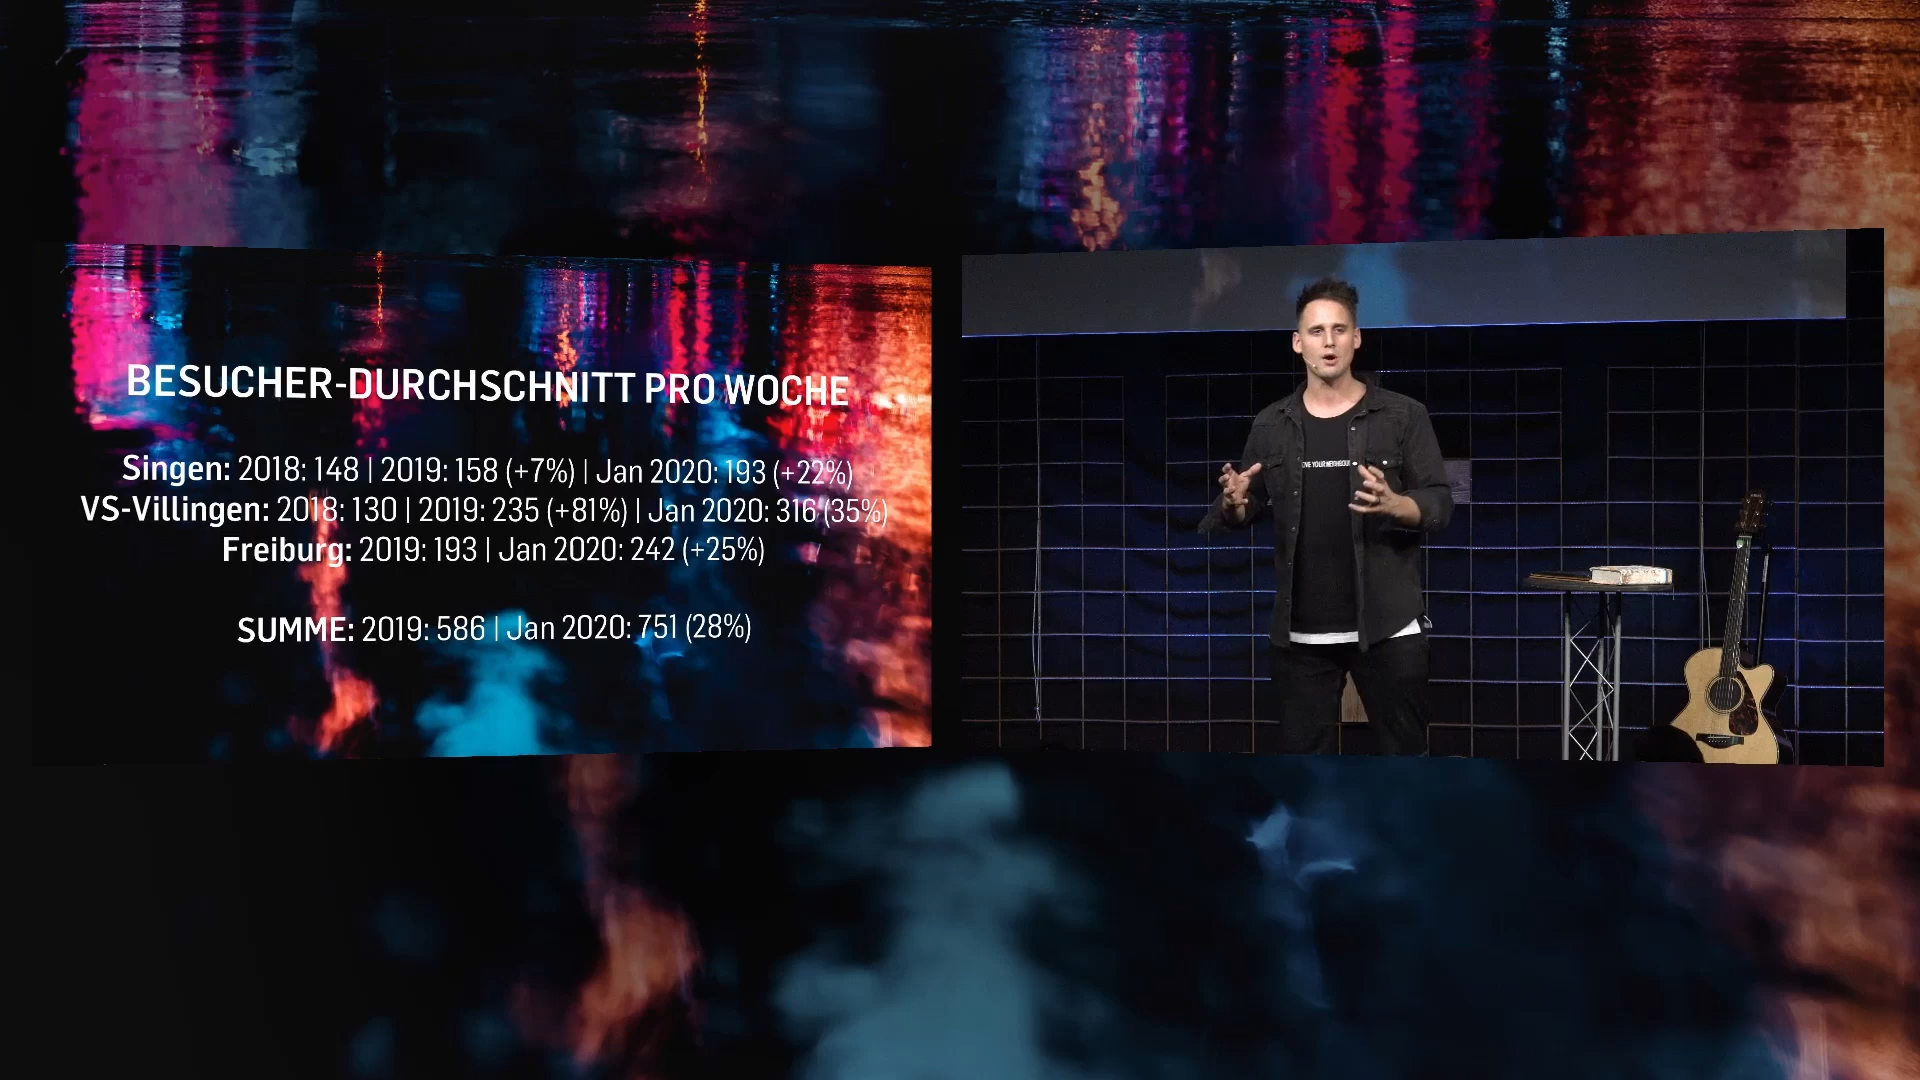 BESUCHER-DURCHSCHNITT PRO WOCHE
Singen: 2018: 148 | 2019: 158 (+7%) | Jan 2020: 193 (+22%)
VS-Villingen: 2018: 130 | 2019: 235 (+81%) | Jan 2020: 316 (35%)
Freiburg: 2019: 193 | Jan 2020: 242 (+25%)
SUMME: 2019: 586 | Jan 2020: 751 (28%)
YOUR NEIGHBOUR